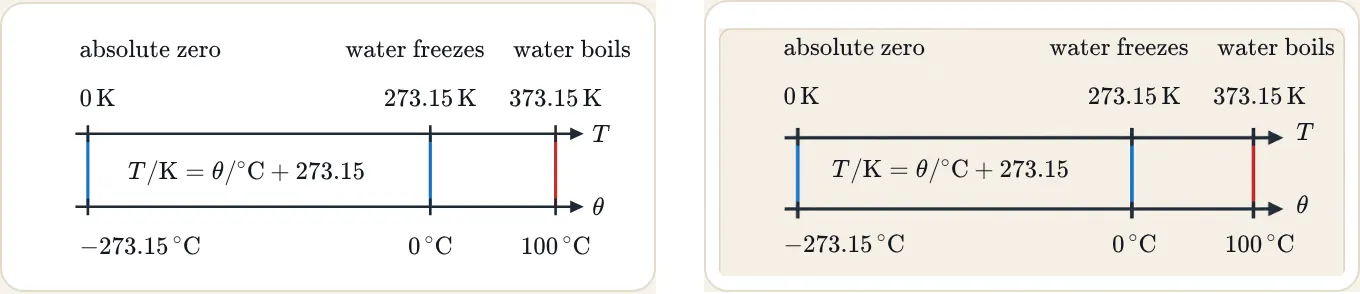 absolute zero water freezes water boils
0 K 273.15 K 373.15 K
T
T/K = θ/°C + 273.15
θ
−273.15 °C 0 °C 100 °C
absolute zero water freezes water boils
0 K 273.15 K 373.15 K
T
T/K = θ/°C + 273.15
θ
−273.15 °C 0 °C 100 °C